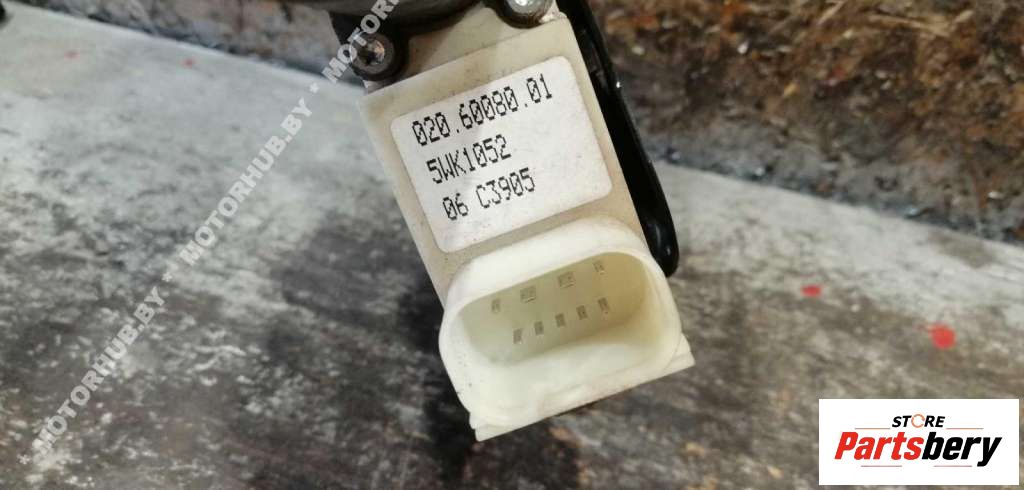 020.60080.01
5WK1052
06 C3905
* MOTORHUB.BY * MOTORHUB.BY * MOTORHUB.BY *
STORE
Partsbery